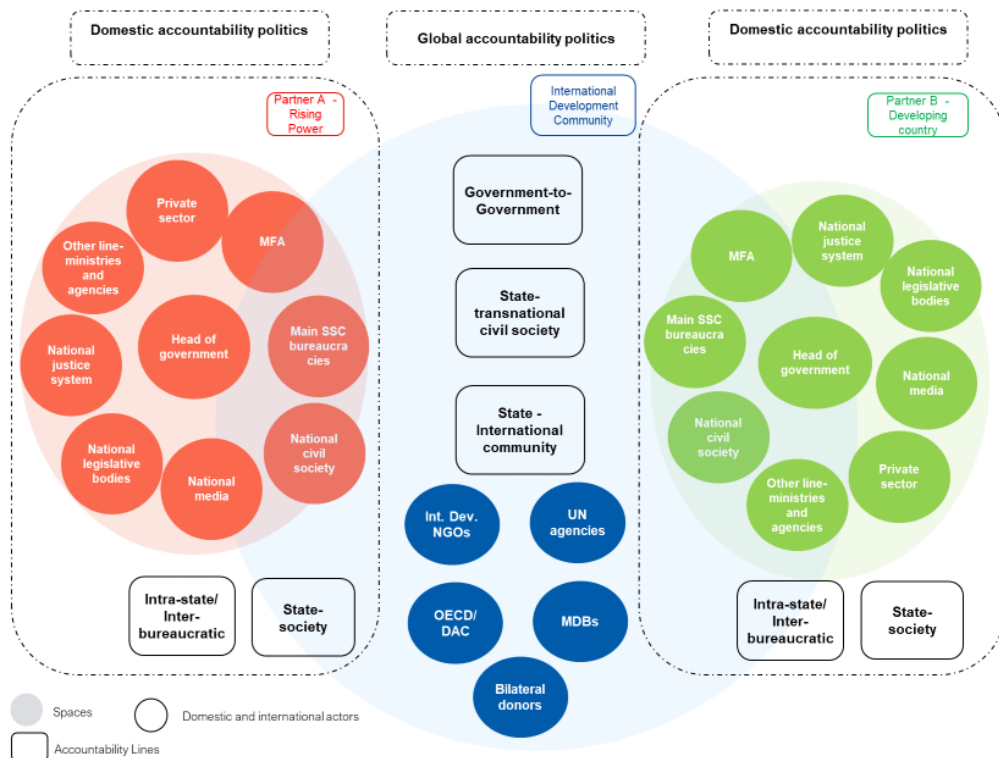 Domestic accountability politics
Global accountability politics
Domestic accountability politics
Partner A -
Rising
Power
International
Development
Community
Partner B -
Developing
country
Private
sector
MFA
Other line-
ministries
and
agencies
Head of
government
Main SSC
bureaucra
cies
National
justice
system
National
legislative
bodies
National
media
National
civil
society
Intra-state/
Inter-
bureaucratic
State-
society
Government-to-
Government
State-
transnational
civil society
State -
International
community
Int. Dev.
NGOs
UN
agencies
OECD/
DAC
MDBs
Bilateral
donors
MFA
National
justice
system
National
legislative
bodies
Main SSC
bureaucra
cies
Head of
government
National
media
National
civil
society
Other line-
ministries
and
agencies
Private
sector
Intra-state/
Inter-
bureaucratic
State-
society
Spaces
Domestic and international actors
Accountability Lines